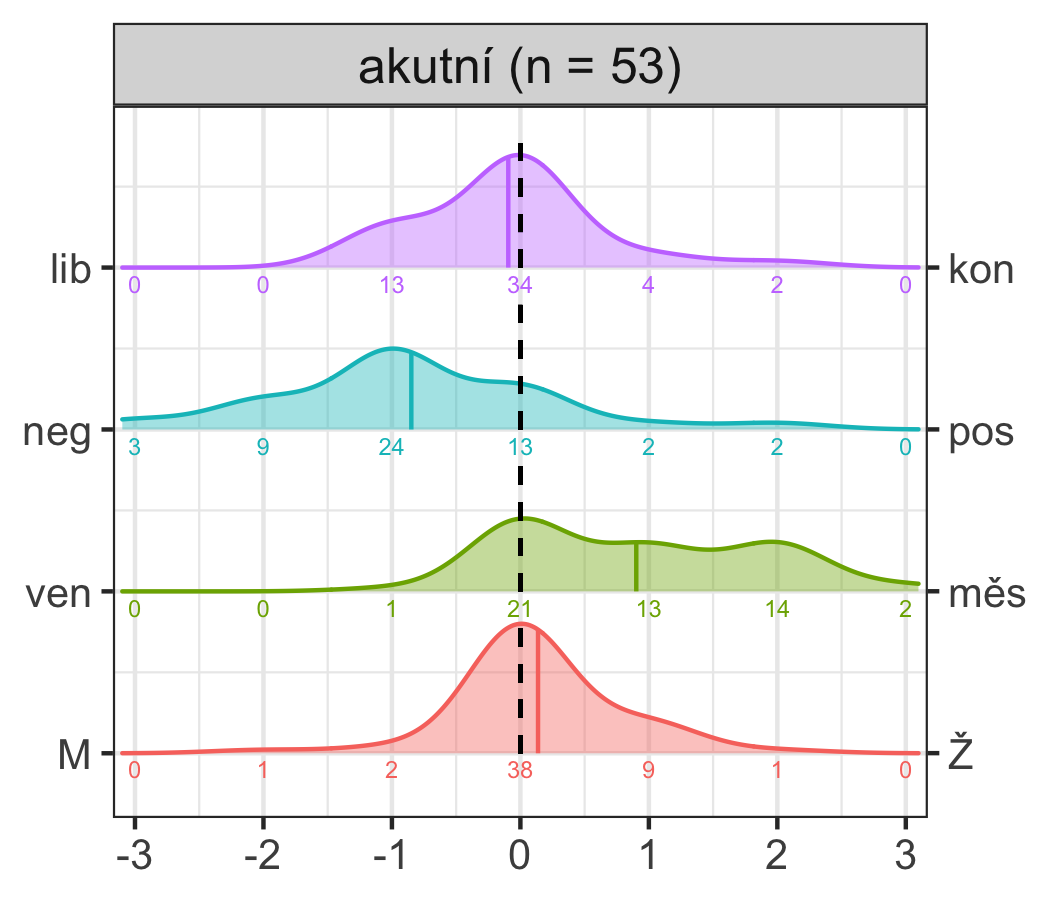 akutní (n = 53)
lib kon
0 0 13 34 4 2 0
neg pos
3 9 24 13 2 2 0
ven měs
0 0 1 21 13 14 2
M Ž
0 1 2 38 9 1 0
-3 -2 -1 0 1 2 3